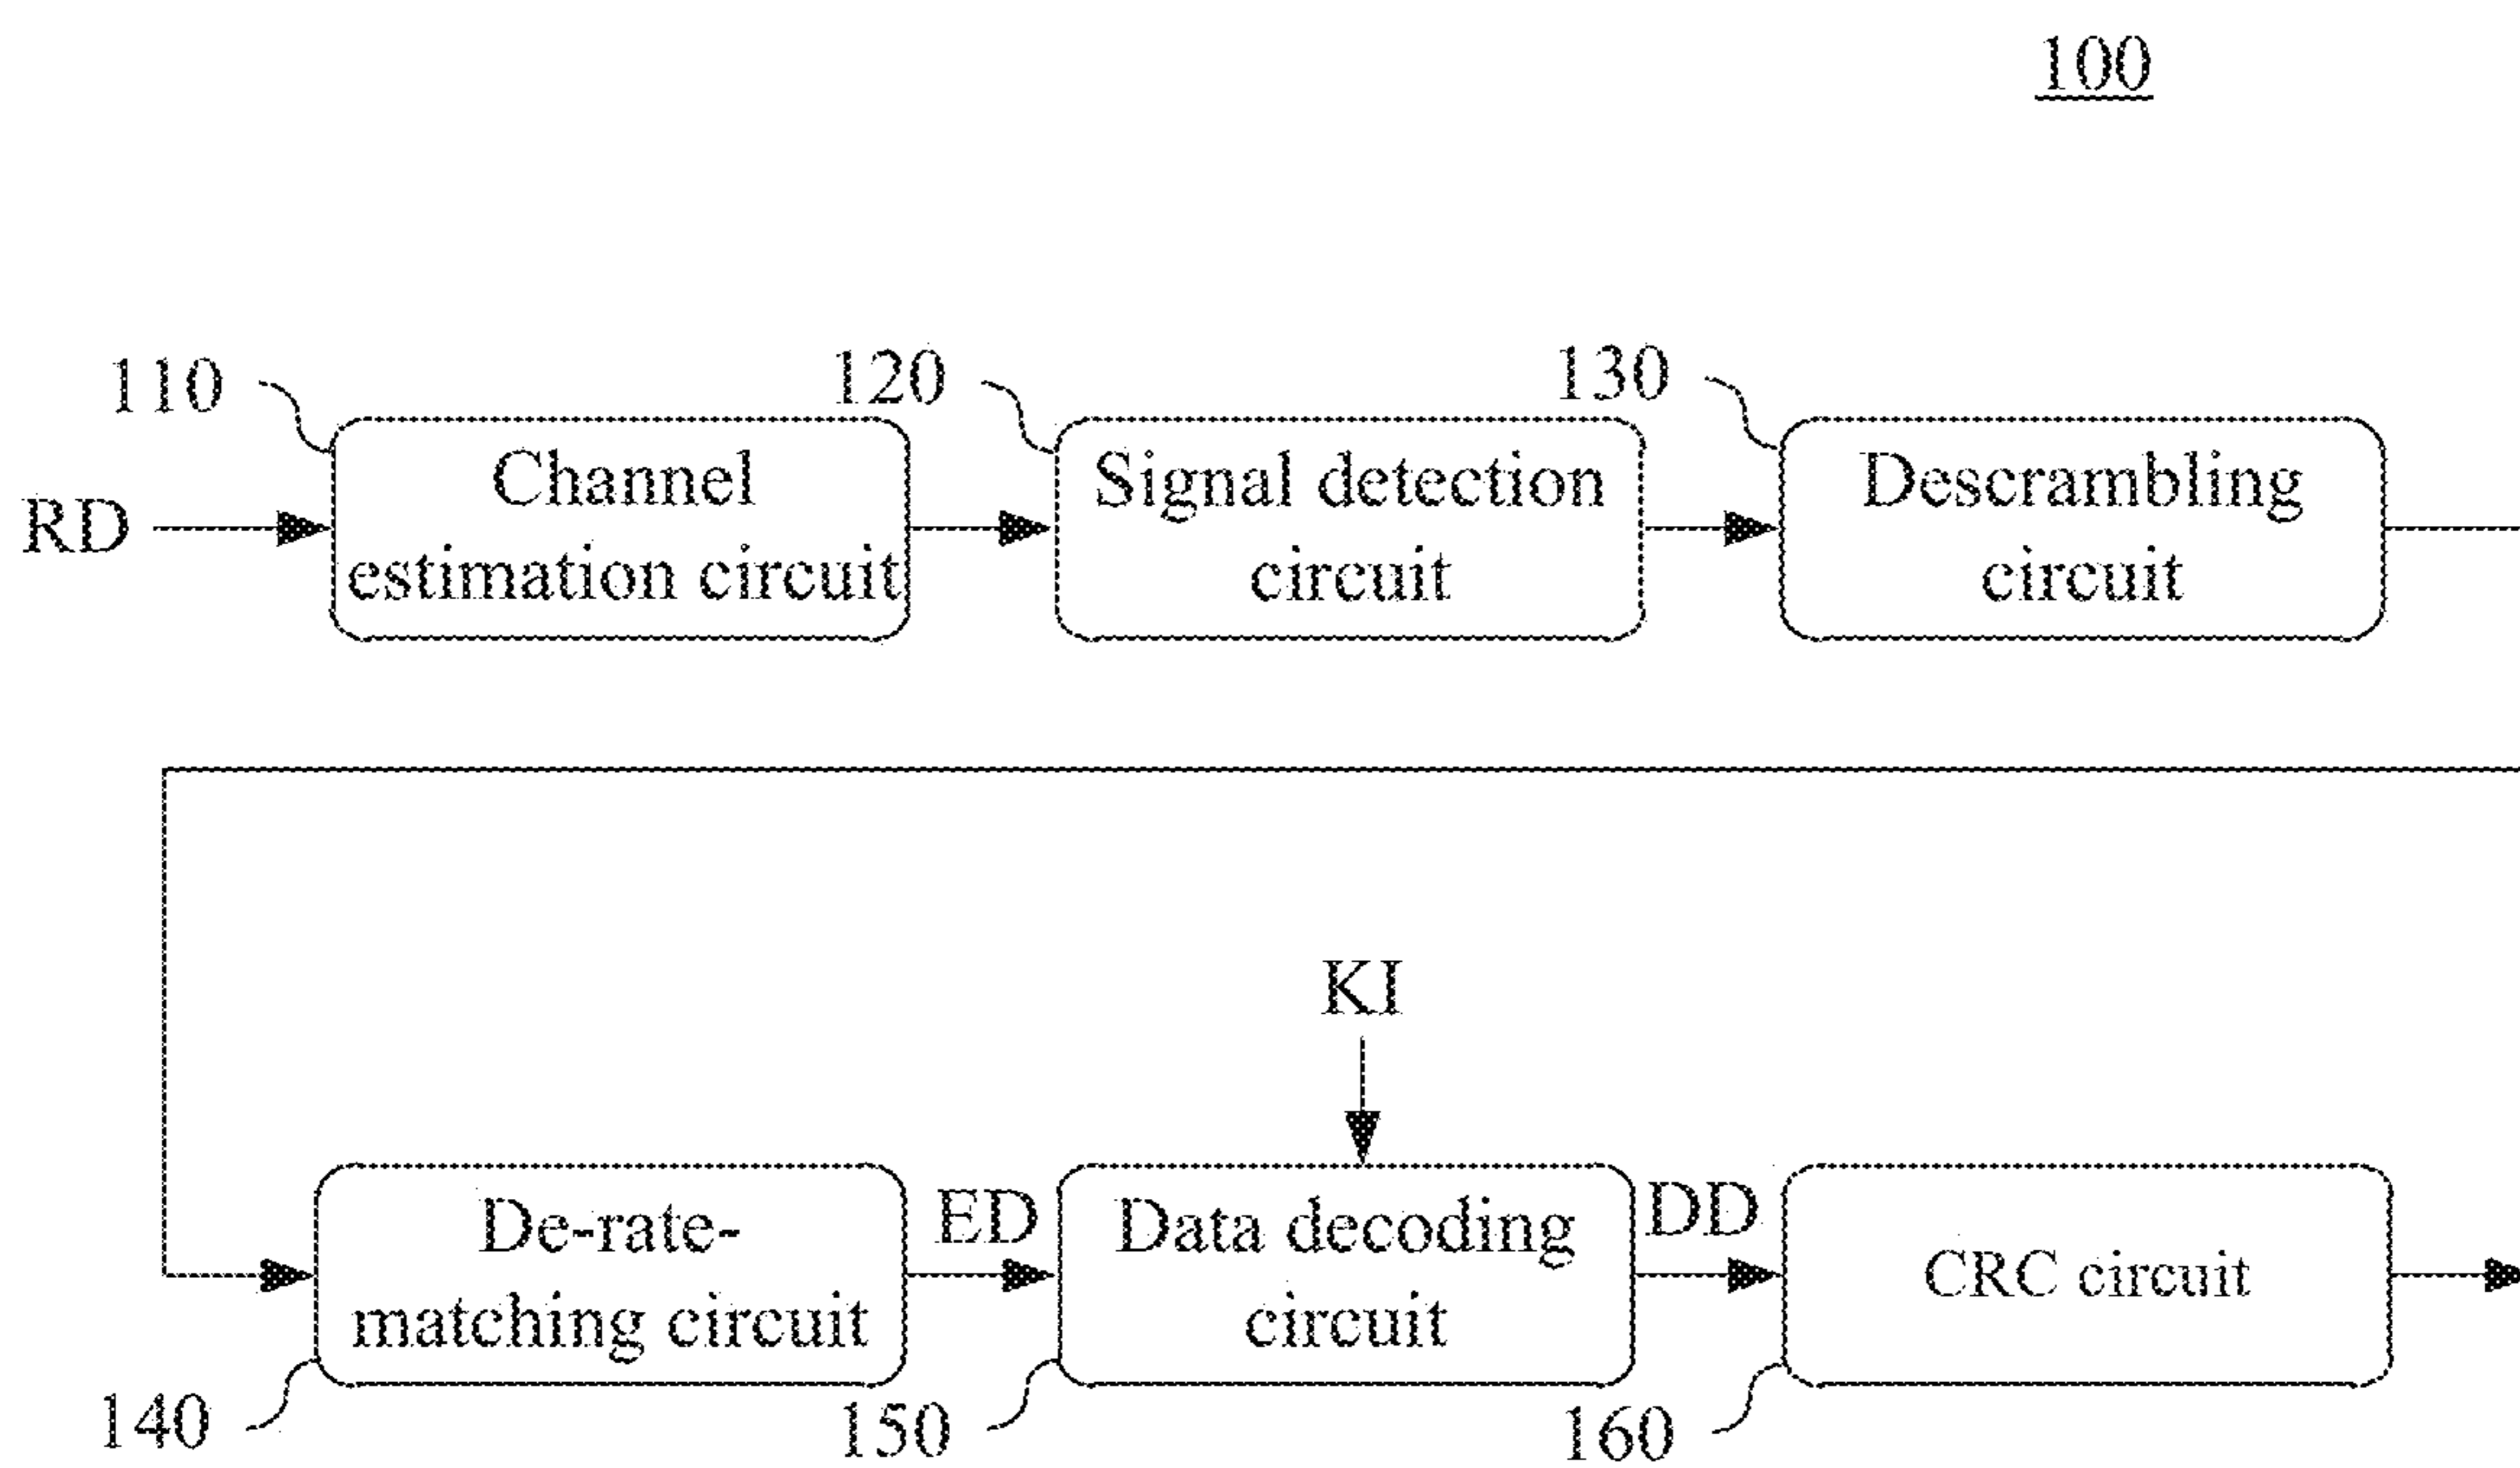 100
110
120
130
RD
Channel
estimation circuit
Signal detection
circuit
Descrambling
circuit
KI
De-rate-
matching circuit
ED
Data decoding
circuit
DD
CRC circuit
140
150
160